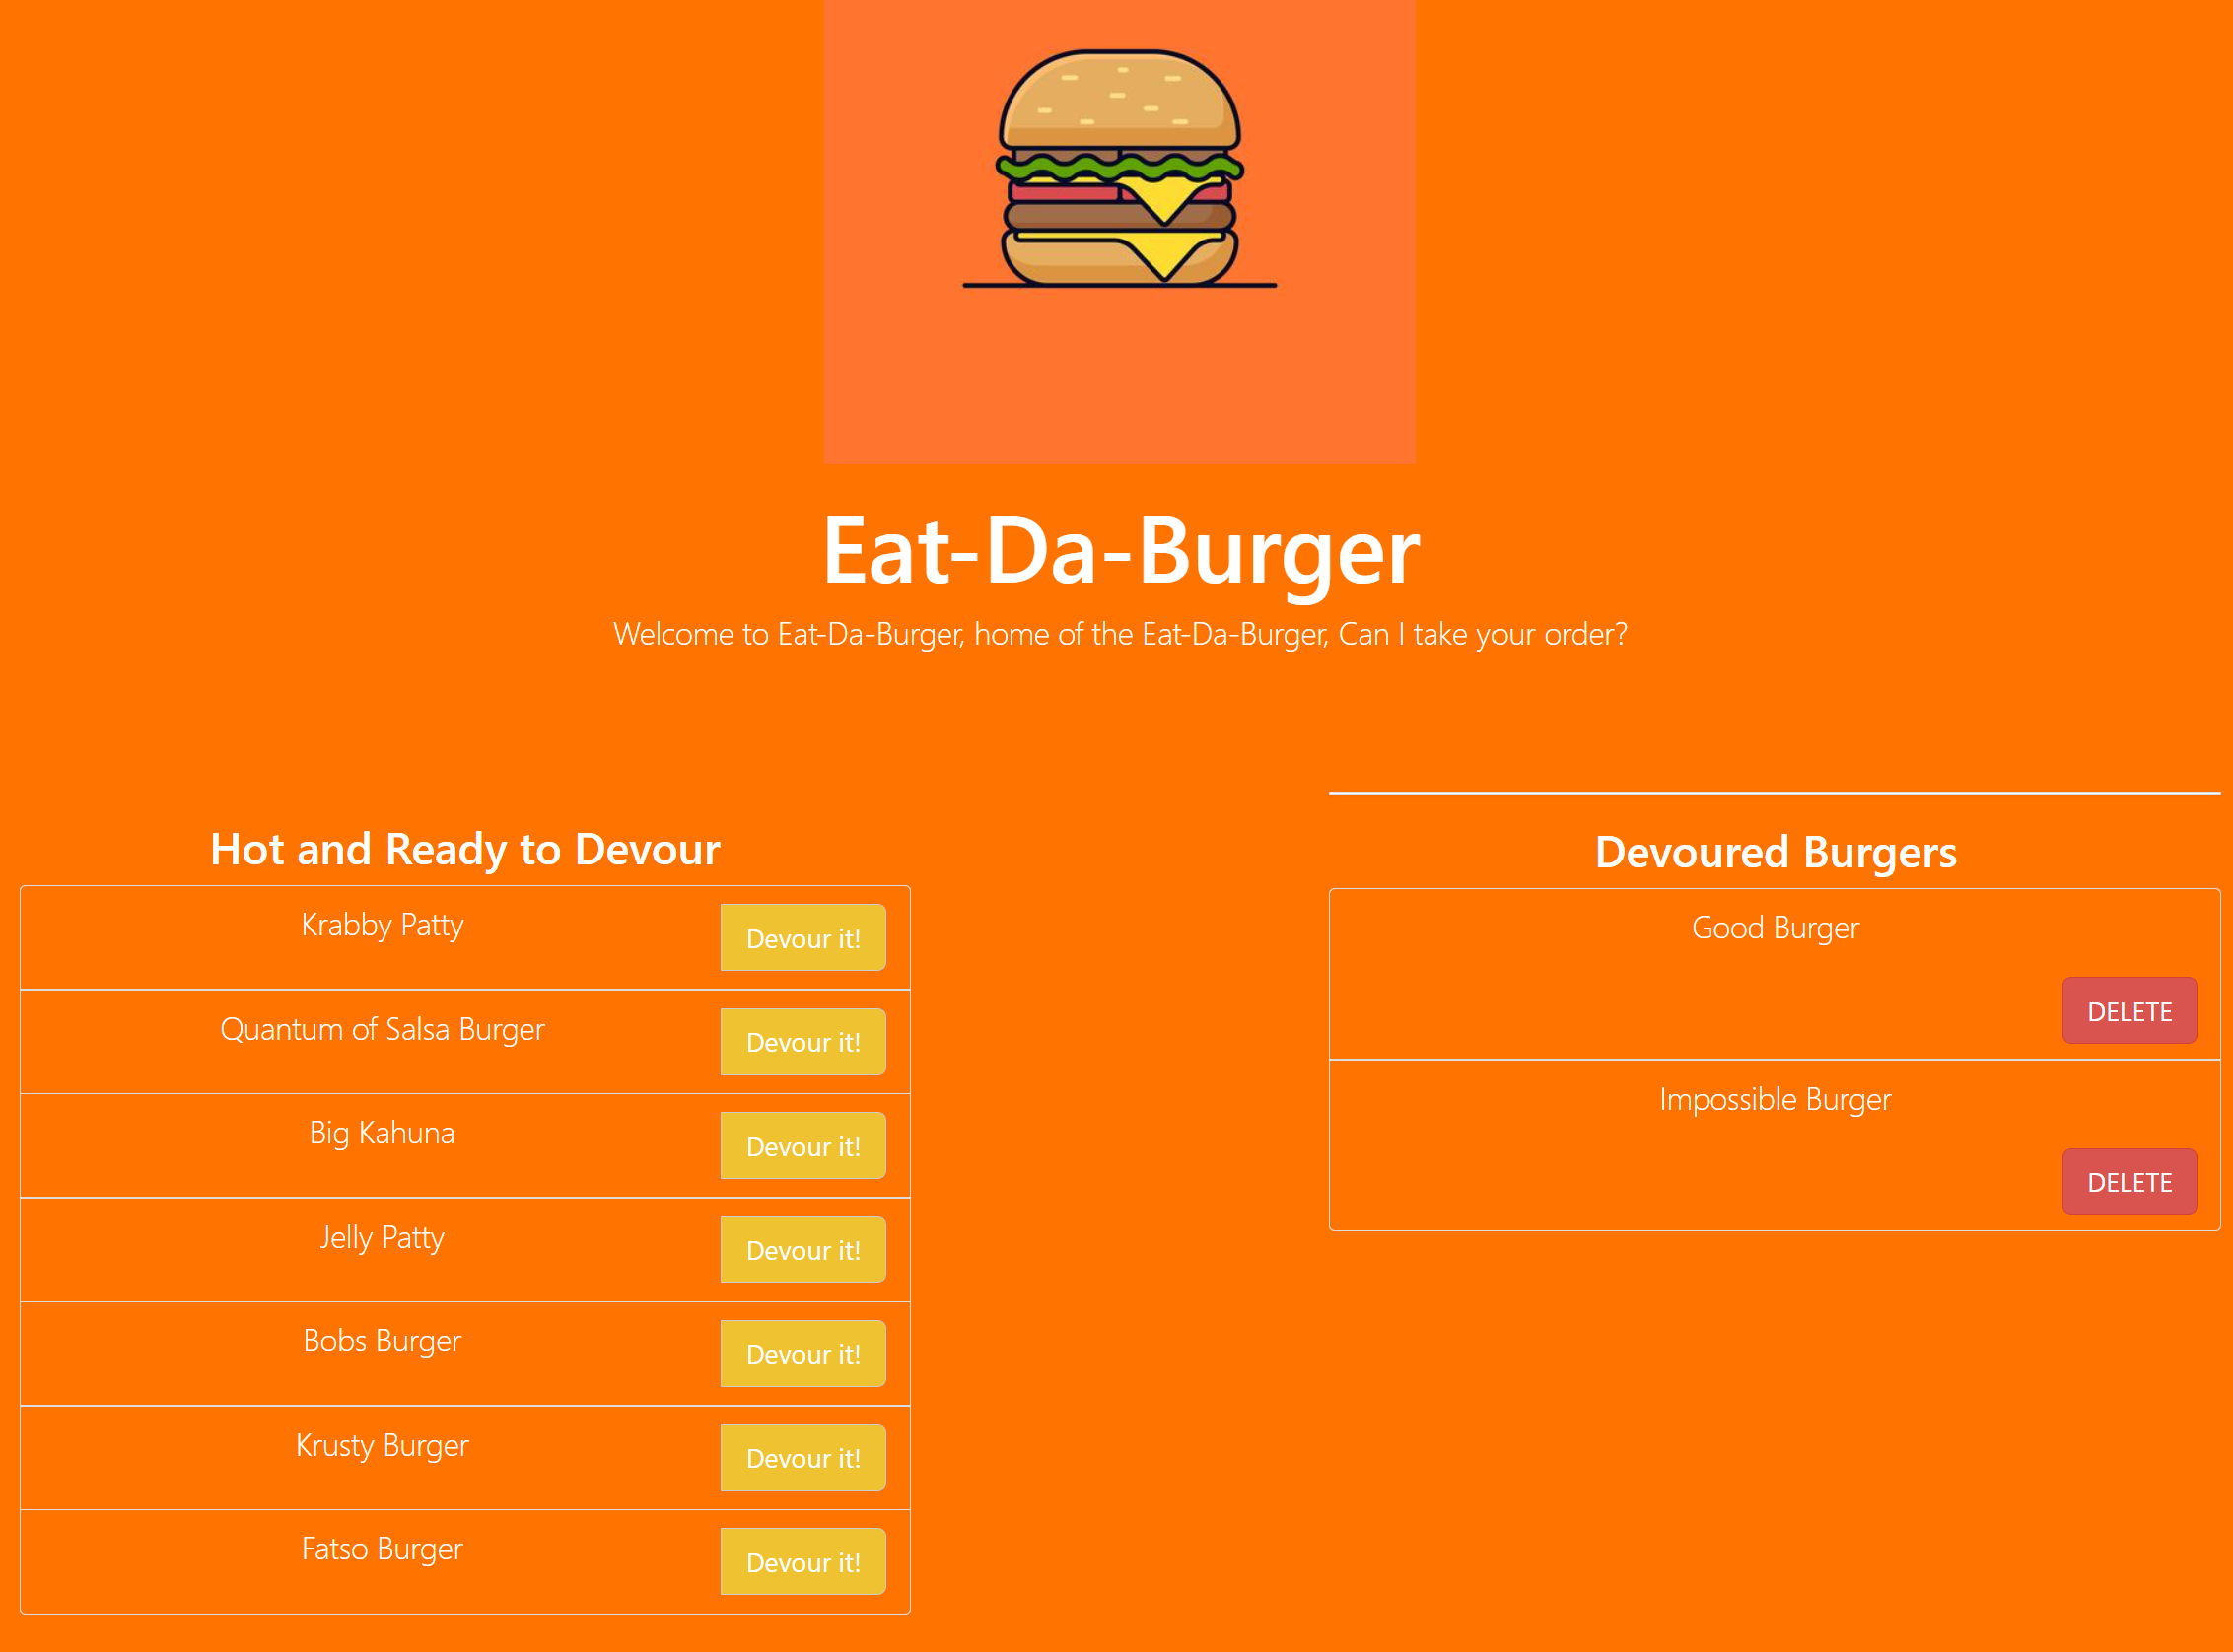 Eat-Da-Burger
Welcome to Eat-Da-Burger, home of the Eat-Da-Burger, Can I take your order?
Hot and Ready to Devour
Krabby Patty
Devour it!
Quantum of Salsa Burger
Devour it!
Big Kahuna
Devour it!
Jelly Patty
Devour it!
Bobs Burger
Devour it!
Krusty Burger
Devour it!
Fatso Burger
Devour it!
Devoured Burgers
Good Burger
DELETE
Impossible Burger
DELETE